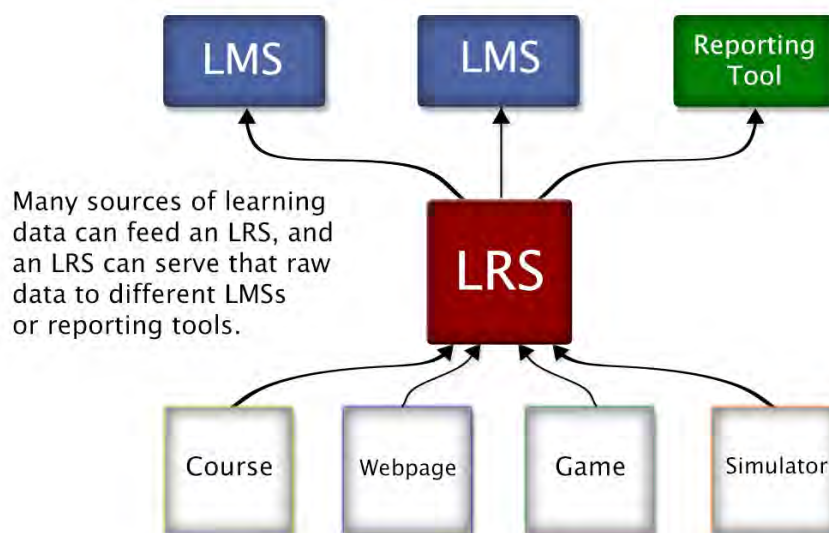 LMS
LMS
Reporting
Tool
Many sources of learning
data can feed an LRS, and
an LRS can serve that raw
data to different LMSs
or reporting tools.
LRS
Course
Webpage
Game
Simulator